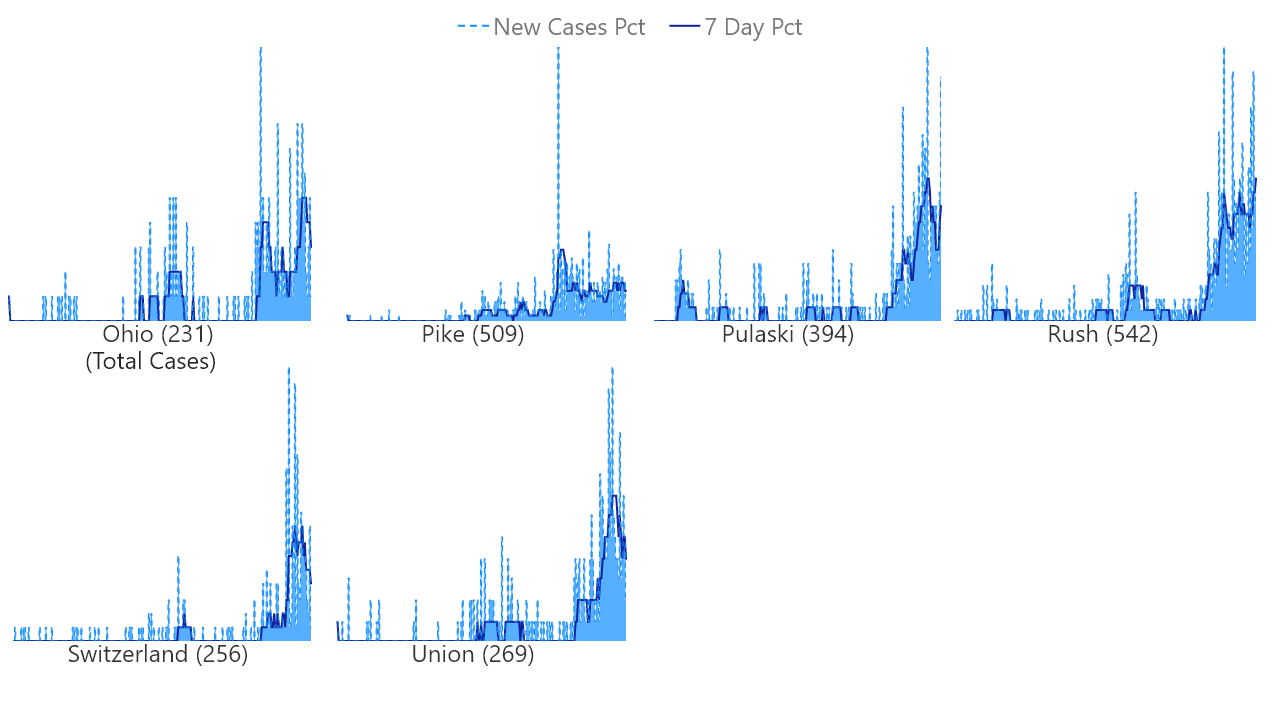 New Cases Pct 7 Day Pct
Ohio (231)
(Total Cases)
Pike (509)
Pulaski (394)
Rush (542)
Switzerland (256)
Union (269)